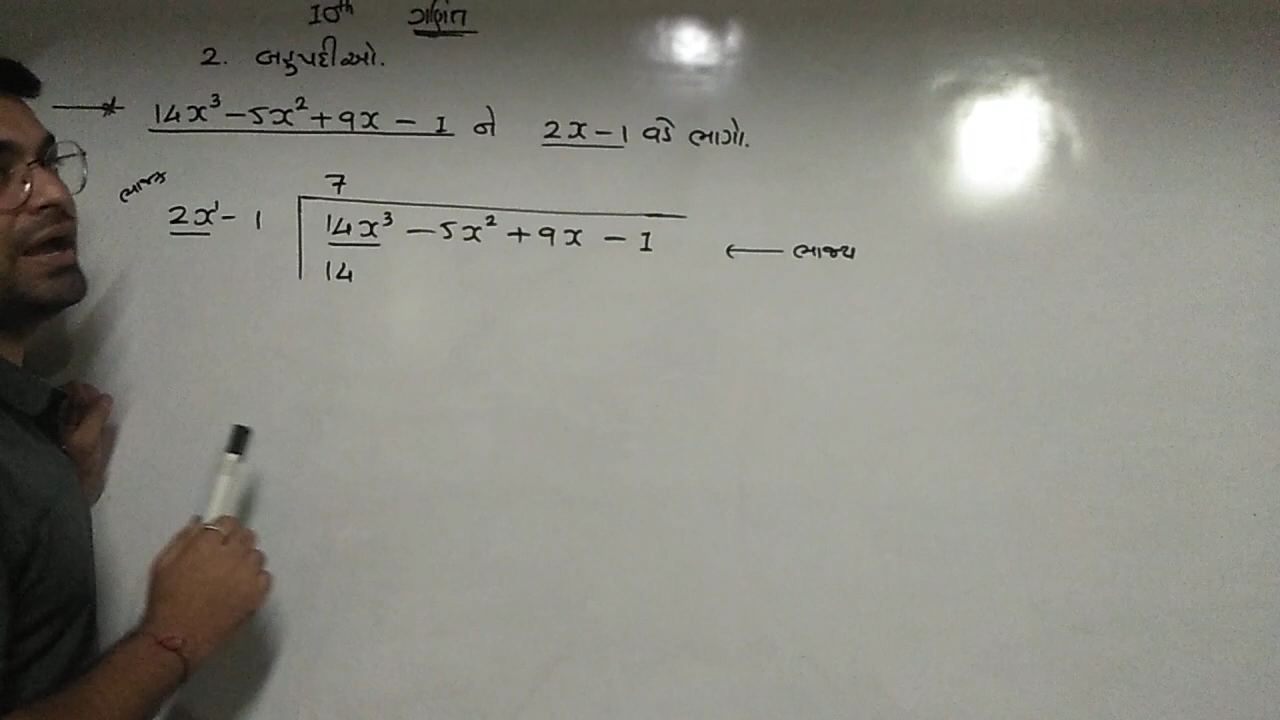 10th ગણિત
2. બહુપદીઓ.
→ 14x³ – 5x² + 9x – 1 ને 2x – 1 વડે ભાગો.
ભાજક
7
2x¹ – 1 14x³ – 5x² + 9x – 1 ← ભાજ્ય
14